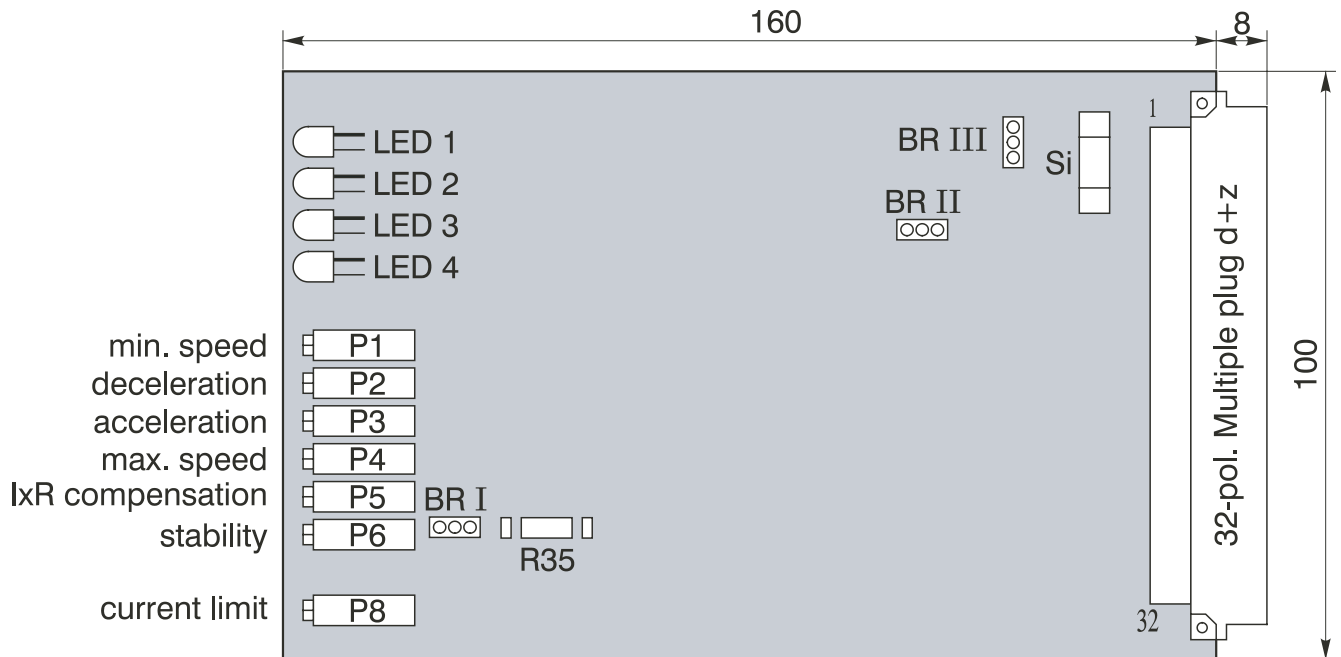 160
8
LED 1
LED 2
LED 3
LED 4
BR III
BR II
Si
1
min. speed P1
deceleration P2
acceleration P3
max. speed P4
IxR compensation P5
stability P6
BR I
R35
current limit P8
32
32-pol. Multiple plug d+z
100